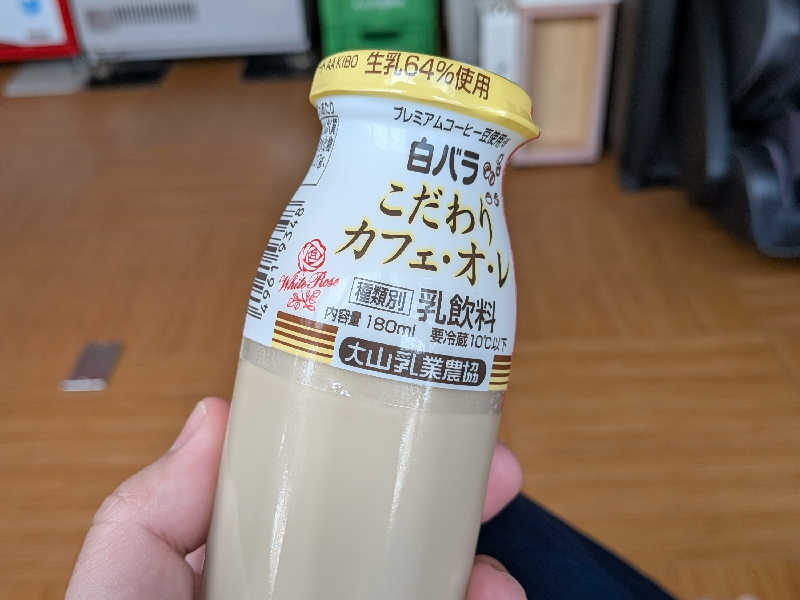 生乳64%使用
プレミアムコーヒー豆使用
白バラ
こだわり
カフェ・オ・レ
White Rose
種類別 乳飲料
内容量 180ml 要冷蔵10℃以下
大山乳業農協